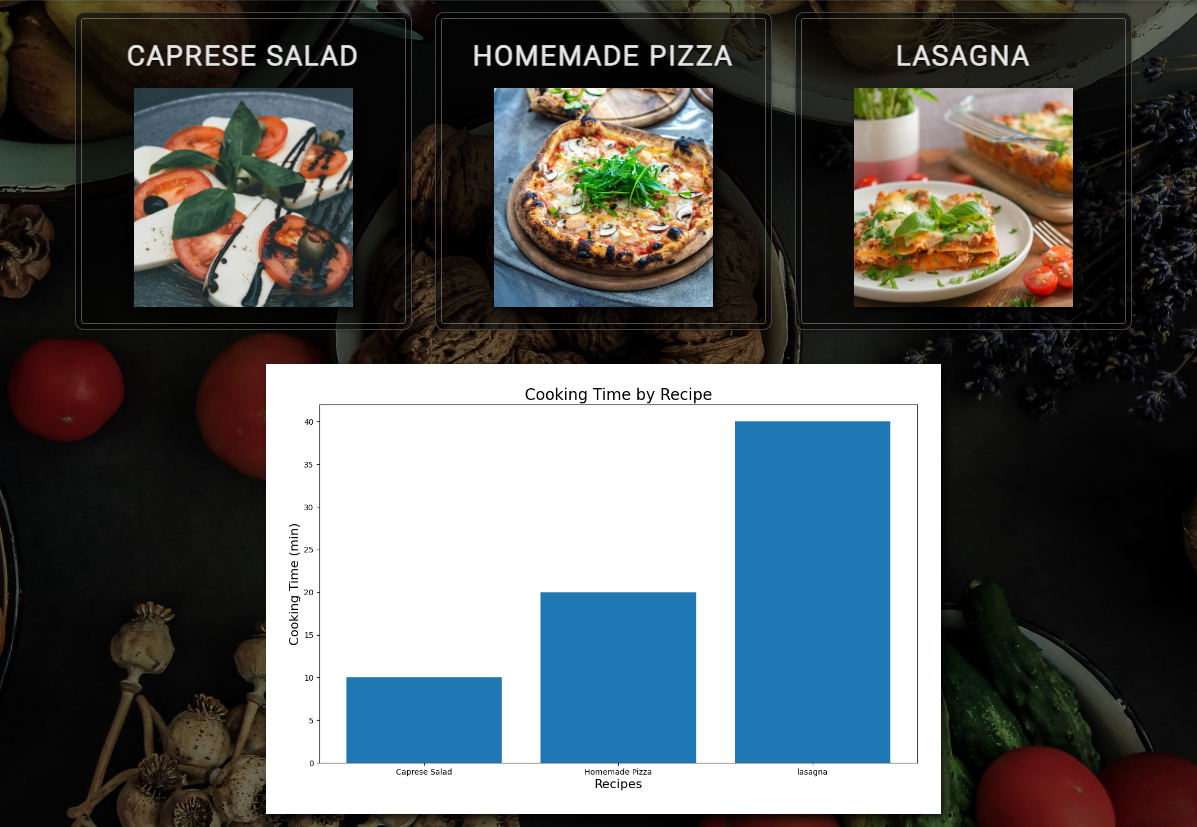 CAPRESE SALAD
HOMEMADE PIZZA
LASAGNA
Cooking Time by Recipe
40
35
30
25
20
15
10
5
0
Cooking Time (min)
Caprese Salad
Homemade Pizza
lasagna
Recipes